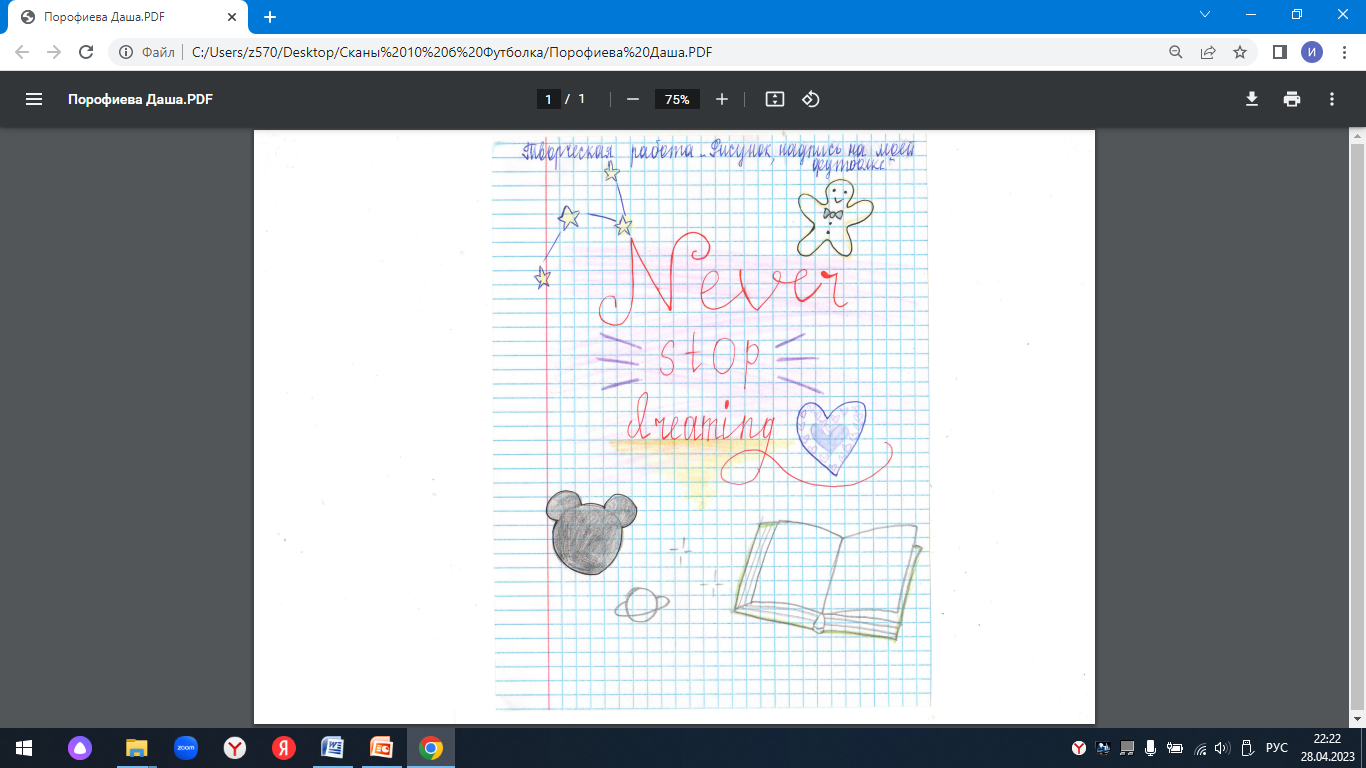 Порофиева Даша.PDF
Файл C:/Users/z570/Desktop/Сканы%2010%206%20Футболка/Порофиева%20Даша.PDF
И
Порофиева Даша.PDF 1 / 1 75%
Творческая работа „Рисунок, надпись на моей
футболке"
Never
stop
dreaming
zoom Y Я W
Y РУС 22:22
28.04.2023